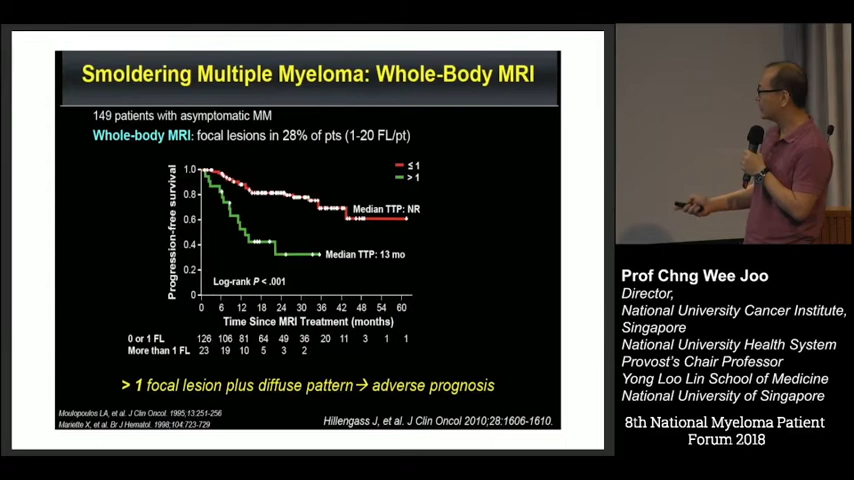 Smoldering Multiple Myeloma: Whole-Body MRI
149 patients with asymptomatic MM
Whole-body MRI: focal lesions in 28% of pts (1-20 FL/pt)
Progression-free survival
1.0
0.8
0.6
0.4
0.2
0
≤ 1
> 1
Median TTP: NR
Median TTP: 13 mo
Log-rank P < .001
0 6 12 18 24 30 36 42 48 54 60
Time Since MRI Treatment (months)
0 or 1 FL 126 106 81 64 49 36 20 11 3 1 1
More than 1 FL 23 19 10 5 3 2
> 1 focal lesion plus diffuse pattern→ adverse prognosis
Moulopoulos LA, et al. J Clin Oncol. 1995;13:251-256
Mariette X, et al. Br J Hematol. 1998;104:723-729
Hillengass J, et al. J Clin Oncol 2010;28:1606-1610.
Prof Chng Wee Joo
Director,
National University Cancer Institute,
Singapore
National University Health System
Provost's Chair Professor
Yong Loo Lin School of Medicine
National University of Singapore
8th National Myeloma Patient
Forum 2018